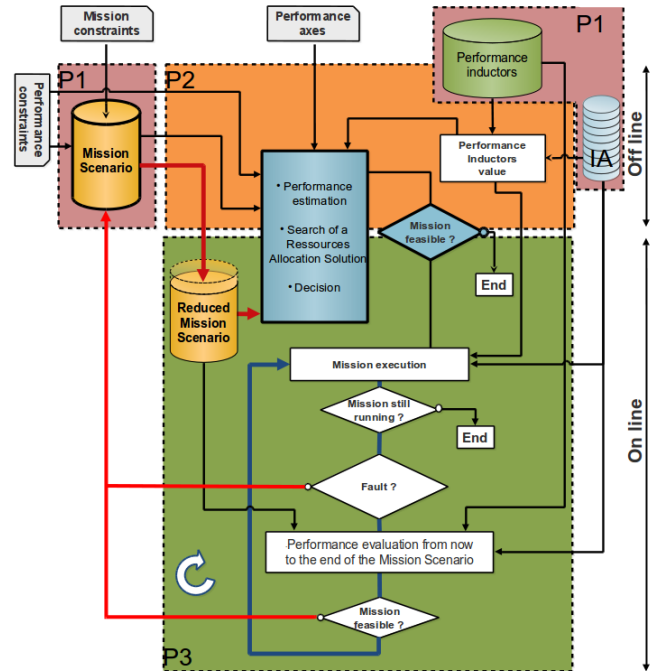 Mission
constraints
Performance
axes
P1
P1
P2
Performance
inductors
Performance
constraints
Mission
Scenario
IA
Off line
Performance
Inductors
value
• Performance
estimation
• Search of a
Ressources
Allocation Solution
• Decision
Mission
feasible ?
End
Reduced
Mission
Scenario
Mission execution
Mission still
running ?
End
On line
Fault ?
Performance evaluation from now
to the end of the Mission Scenario
Mission
feasible ?
P3